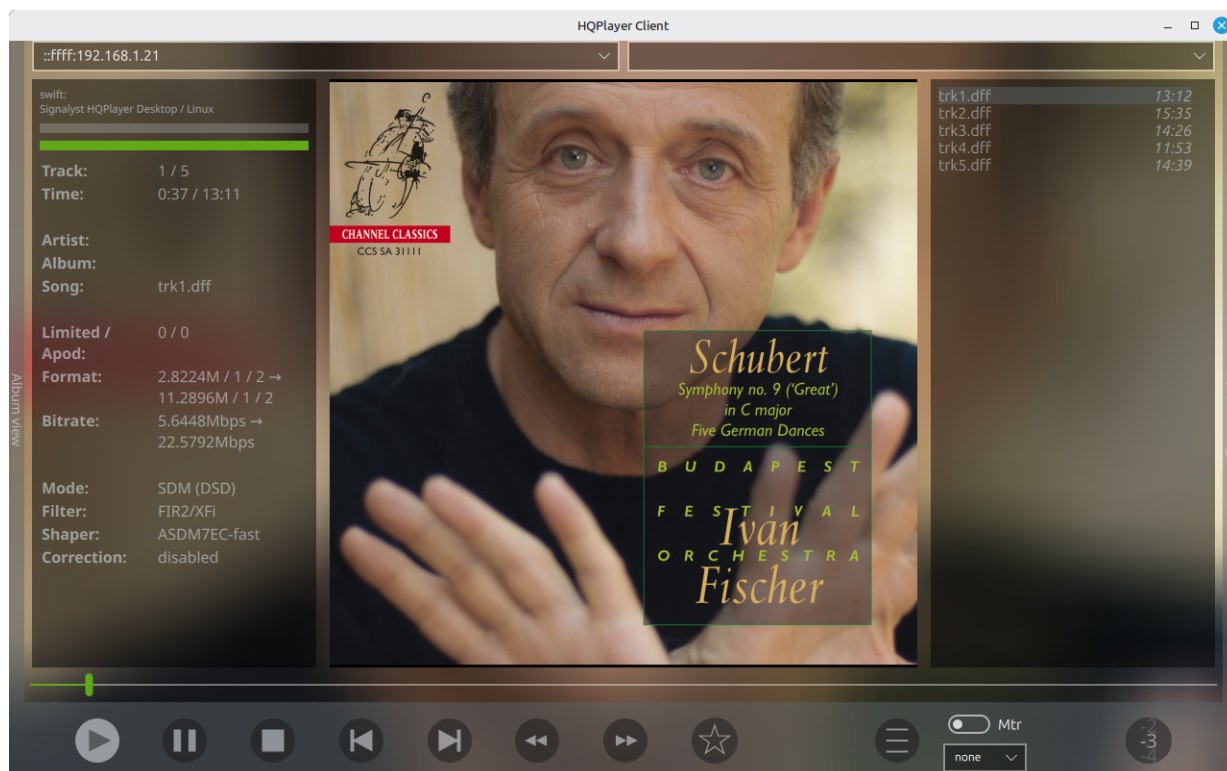 HQPlayer Client
::ffff:192.168.1.21
swift:
Signalyst HQPlayer Desktop / Linux
Track: 1 / 5
Time: 0:37 / 13:11
Artist:
Album:
Song: trk1.dff
Limited / 0 / 0
Apod:
Format: 2.8224M / 1 / 2 →
11.2896M / 1 / 2
Bitrate: 5.6448Mbps →
22.5792Mbps
Mode: SDM (DSD)
Filter: FIR2/XFi
Shaper: ASDM7EC-fast
Correction: disabled
Album view
CHANNEL CLASSICS
CCS SA 31111
Schubert
Symphony no. 9 ('Great')
in C major
Five German Dances
BUDAPEST
FESTIVAL
Iván
ORCHESTRA
Fischer
trk1.dff 13:12
trk2.dff 15:35
trk3.dff 14:26
trk4.dff 11:53
trk5.dff 14:39
Mtr
none
-2
-3
-4